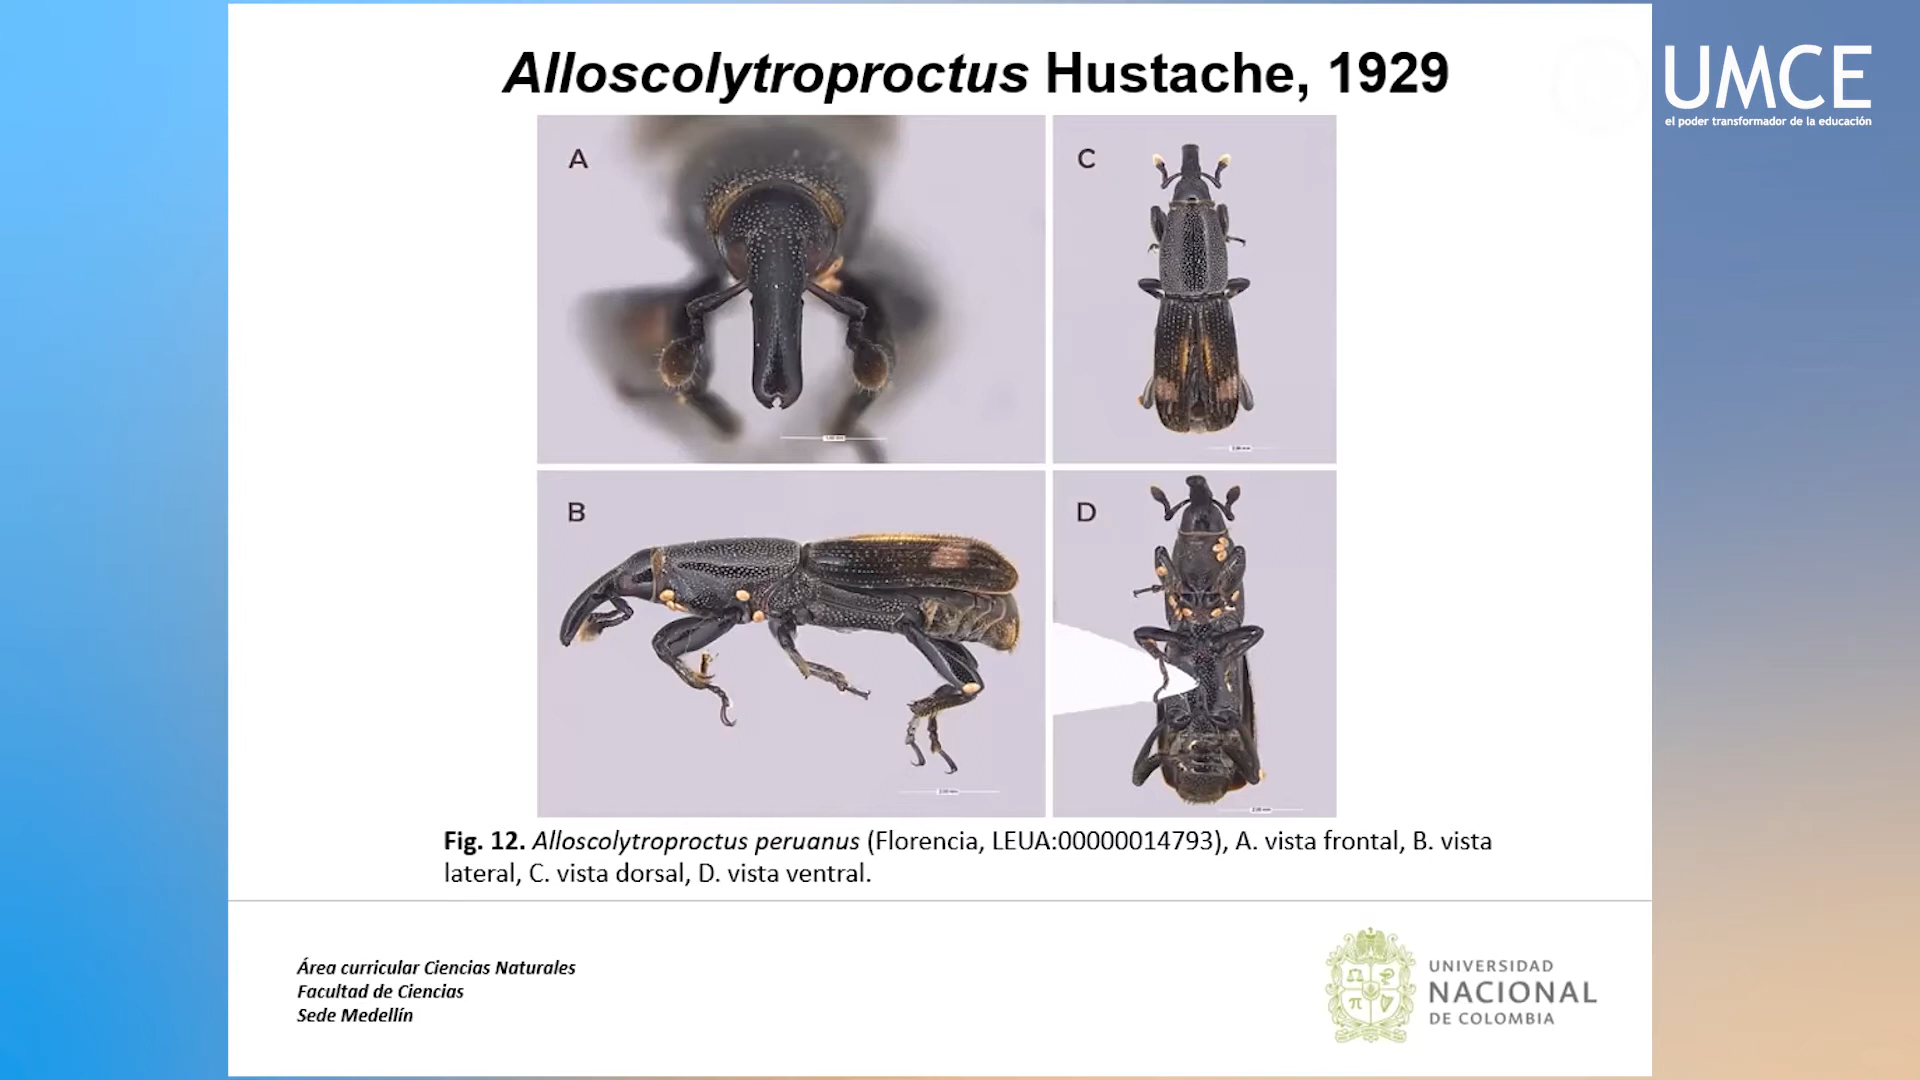 Alloscolytroproctus Hustache, 1929
UMCE
el poder transformador de la educación
A
C
B
D
Fig. 12. Alloscolytroproctus peruanus (Florencia, LEUA:00000014793), A. vista frontal, B. vista
lateral, C. vista dorsal, D. vista ventral.
Área curricular Ciencias Naturales
Facultad de Ciencias
Sede Medellín
UNIVERSIDAD
NACIONAL
DE COLOMBIA